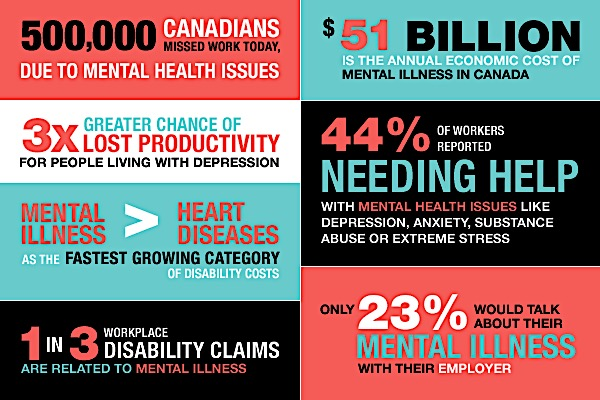 500,000 CANADIANS
MISSED WORK TODAY,
DUE TO MENTAL HEALTH ISSUES
3x GREATER CHANCE OF
LOST PRODUCTIVITY
FOR PEOPLE LIVING WITH DEPRESSION
MENTAL ILLNESS > HEART DISEASES
AS THE FASTEST GROWING CATEGORY
OF DISABILITY COSTS
1 IN 3 WORKPLACE
DISABILITY CLAIMS
ARE RELATED TO MENTAL ILLNESS
$51 BILLION
IS THE ANNUAL ECONOMIC COST OF
MENTAL ILLNESS IN CANADA
44% OF WORKERS
REPORTED
NEEDING HELP
WITH MENTAL HEALTH ISSUES LIKE
DEPRESSION, ANXIETY, SUBSTANCE
ABUSE OR EXTREME STRESS
ONLY 23% WOULD TALK
ABOUT THEIR
MENTAL ILLNESS
WITH THEIR EMPLOYER